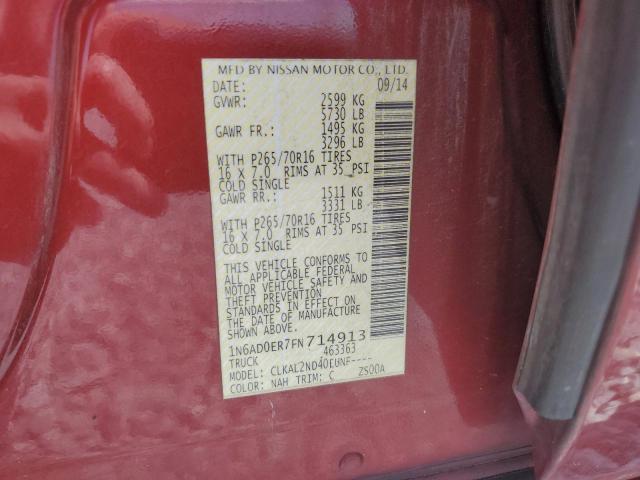 MFD BY NISSAN MOTOR CO., LTD.
DATE: 09/14
GVWR: 2599 KG
5730 LB
GAWR FR.: 1495 KG
3296 LB
WITH P265/70R16 TIRES
16 X 7.0 RIMS AT 35 PSI
COLD SINGLE
GAWR RR.: 1511 KG
3331 LB
WITH P265/70R16 TIRES
16 X 7.0 RIMS AT 35 PSI
COLD SINGLE
THIS VEHICLE CONFORMS TO
ALL APPLICABLE FEDERAL
MOTOR VEHICLE SAFETY AND
THEFT PREVENTION
STANDARDS IN EFFECT ON THE
DATE OF MANUFACTURE
SHOWN ABOVE.
1N6AD0ER7FN714913
TRUCK 463363
MODEL: CLKAL2ND40EUNF----
COLOR: NAH TRIM: C ZS00A